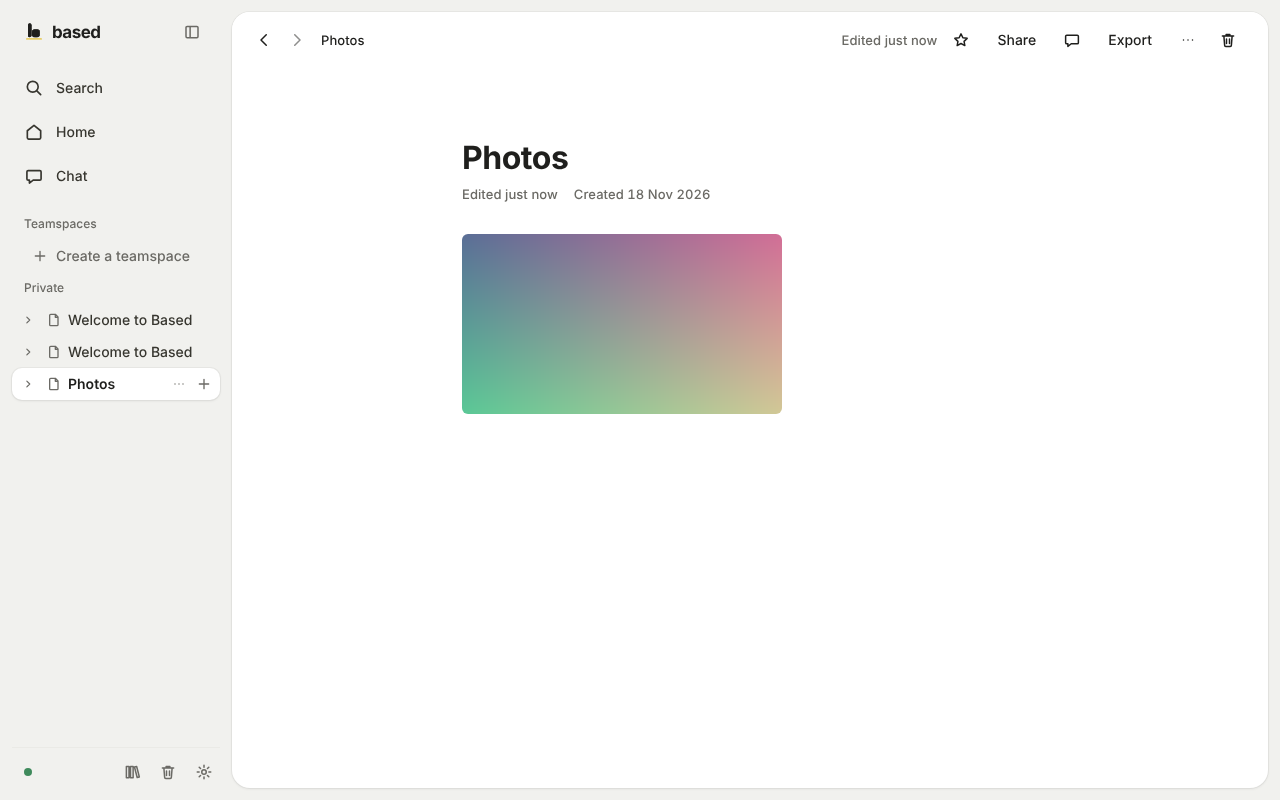 based
Search
Home
Chat
Teamspaces
Create a teamspace
Private
Welcome to Based
Welcome to Based
Photos
Photos
Edited just now
Share
Export
Photos
Edited just now Created 18 Nov 2026